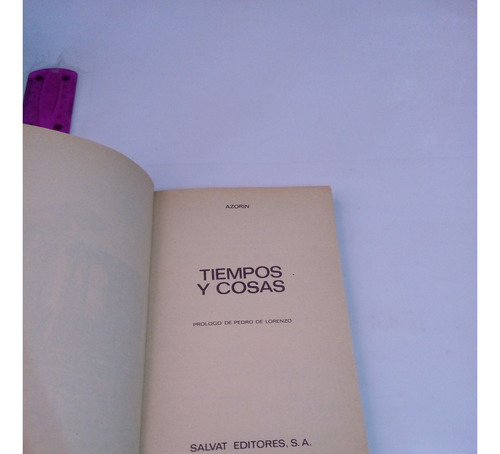 AZORIN
TIEMPOS
Y COSAS
PROLOGO DE PEDRO DE LORENZO
SALVAT EDITORES, S.A.